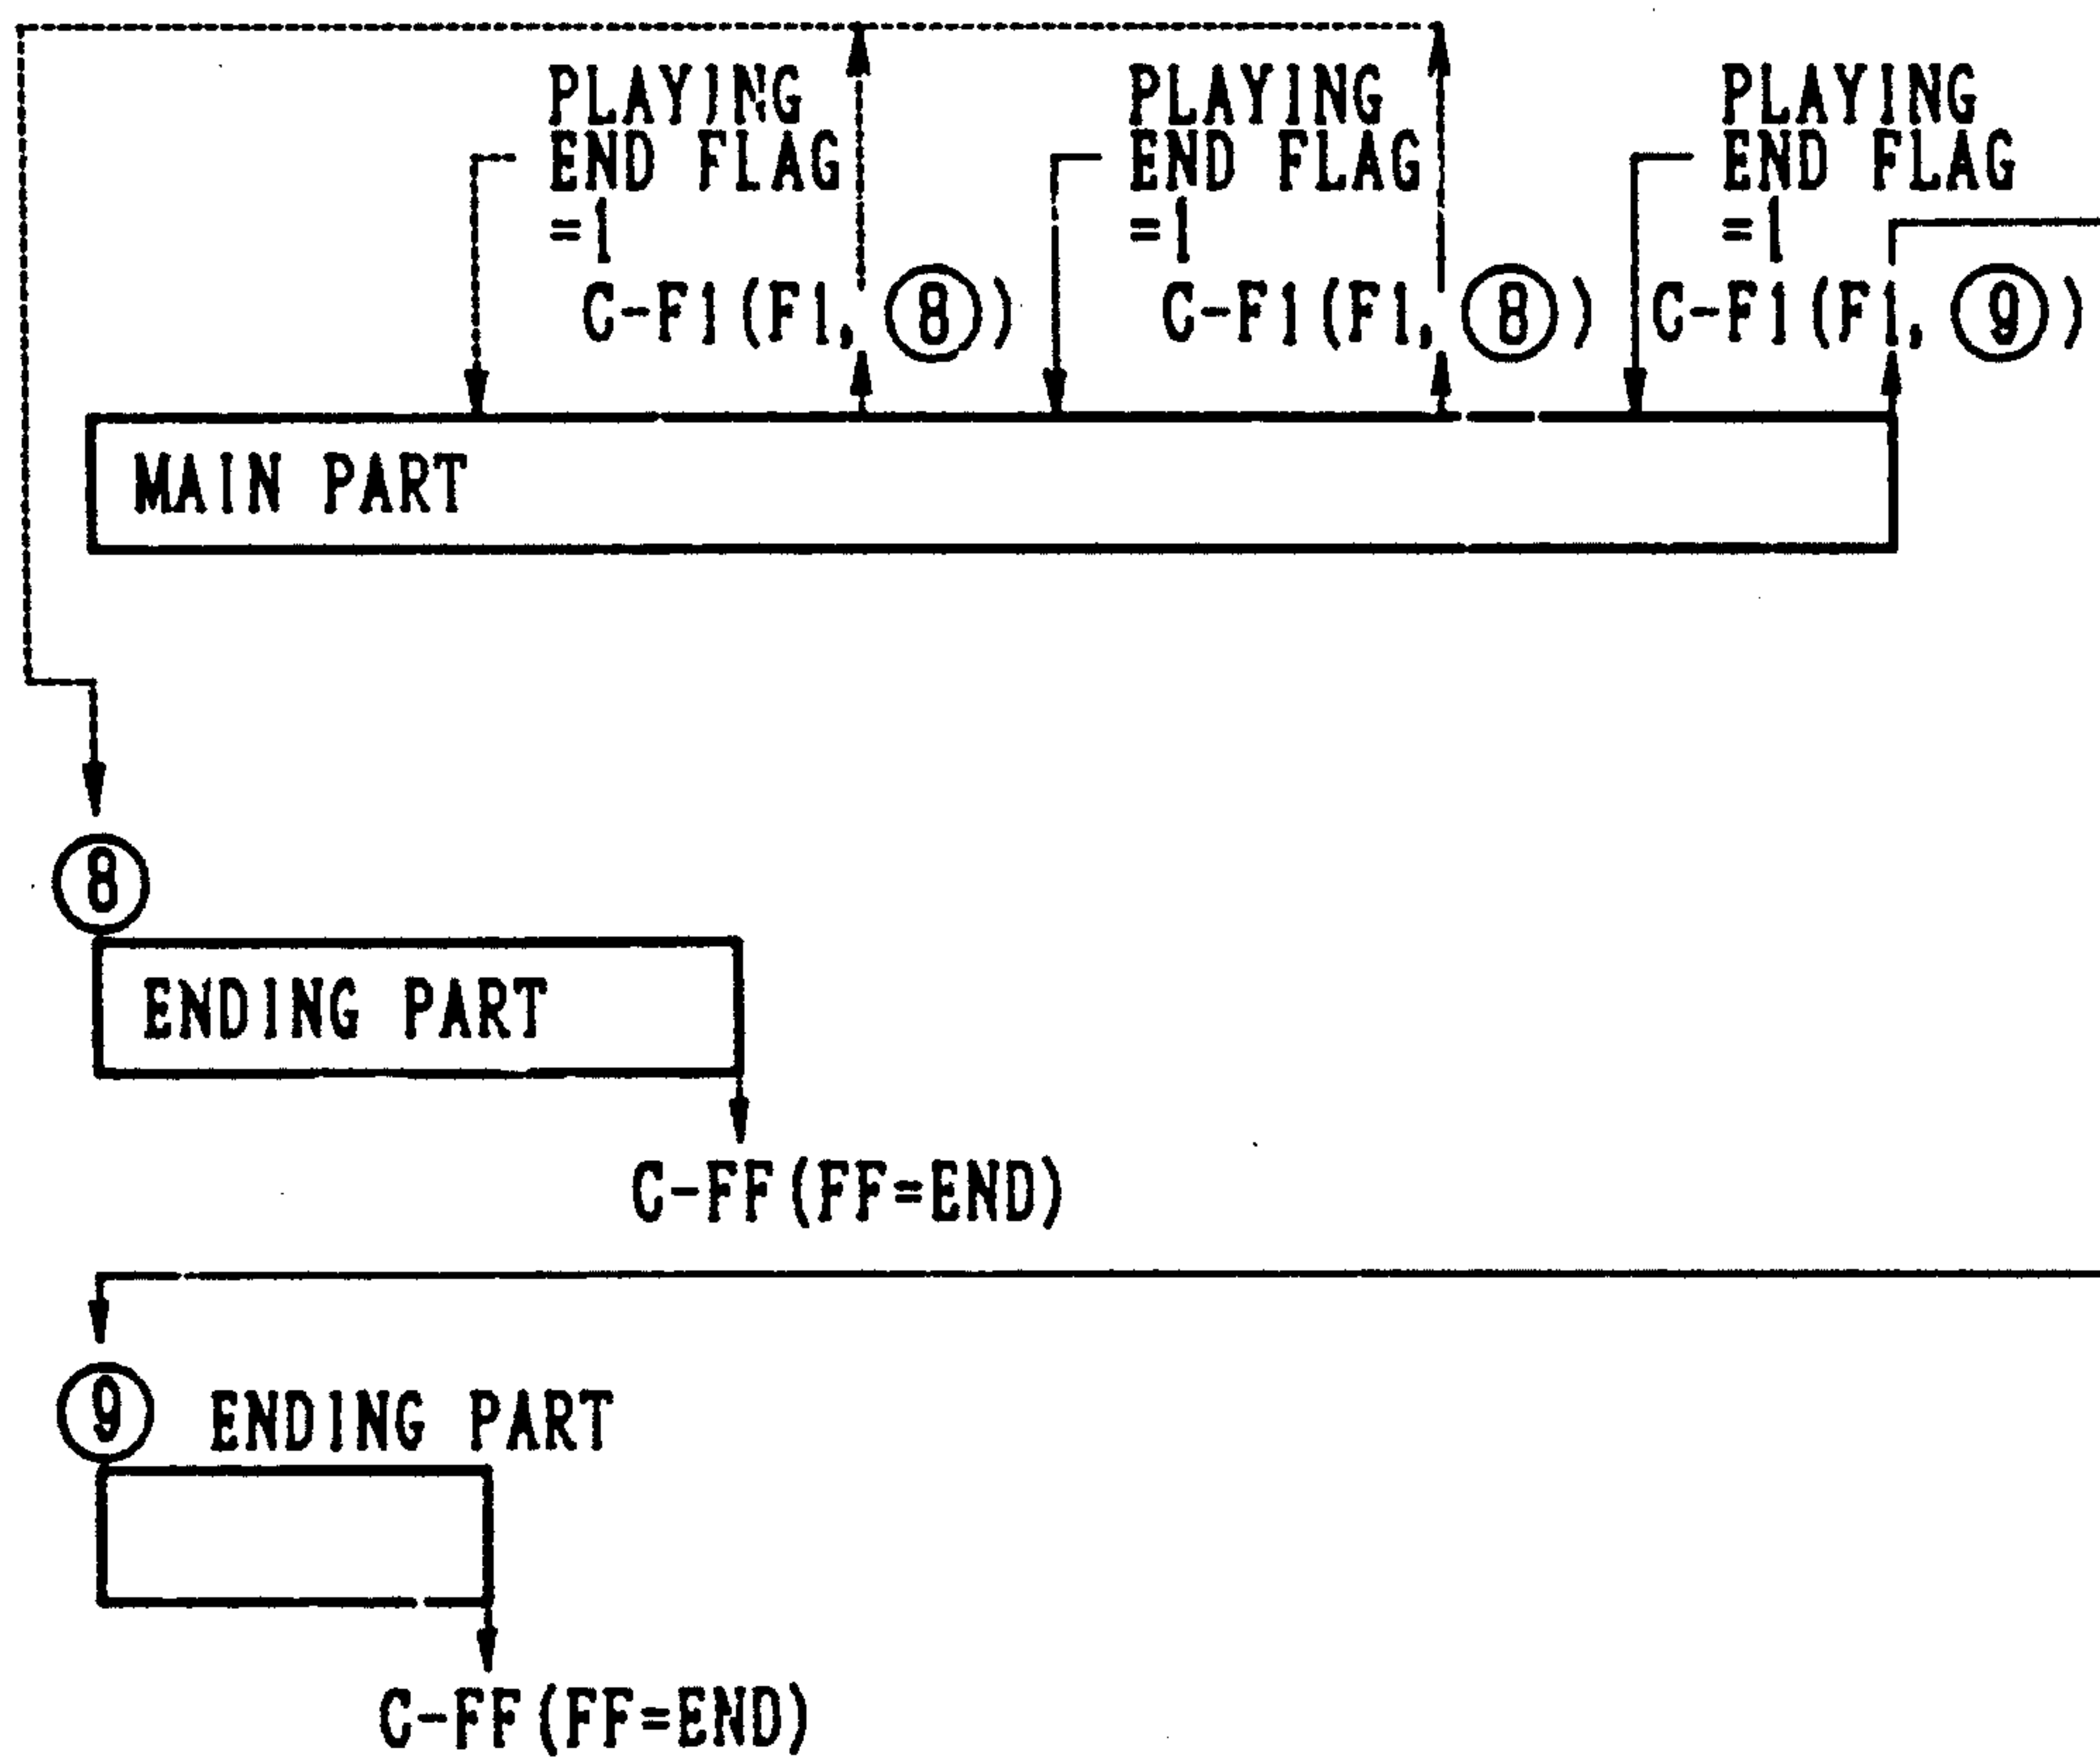 PLAYING PLAYING PLAYING
END FLAG END FLAG END FLAG
=1 =1 =1
C-F1(F1, ⑧) C-F1(F1, ⑧) C-F1(F1, ⑨)
MAIN PART
⑧
ENDING PART
C-FF(FF=END)
⑨ ENDING PART
C-FF(FF=END)